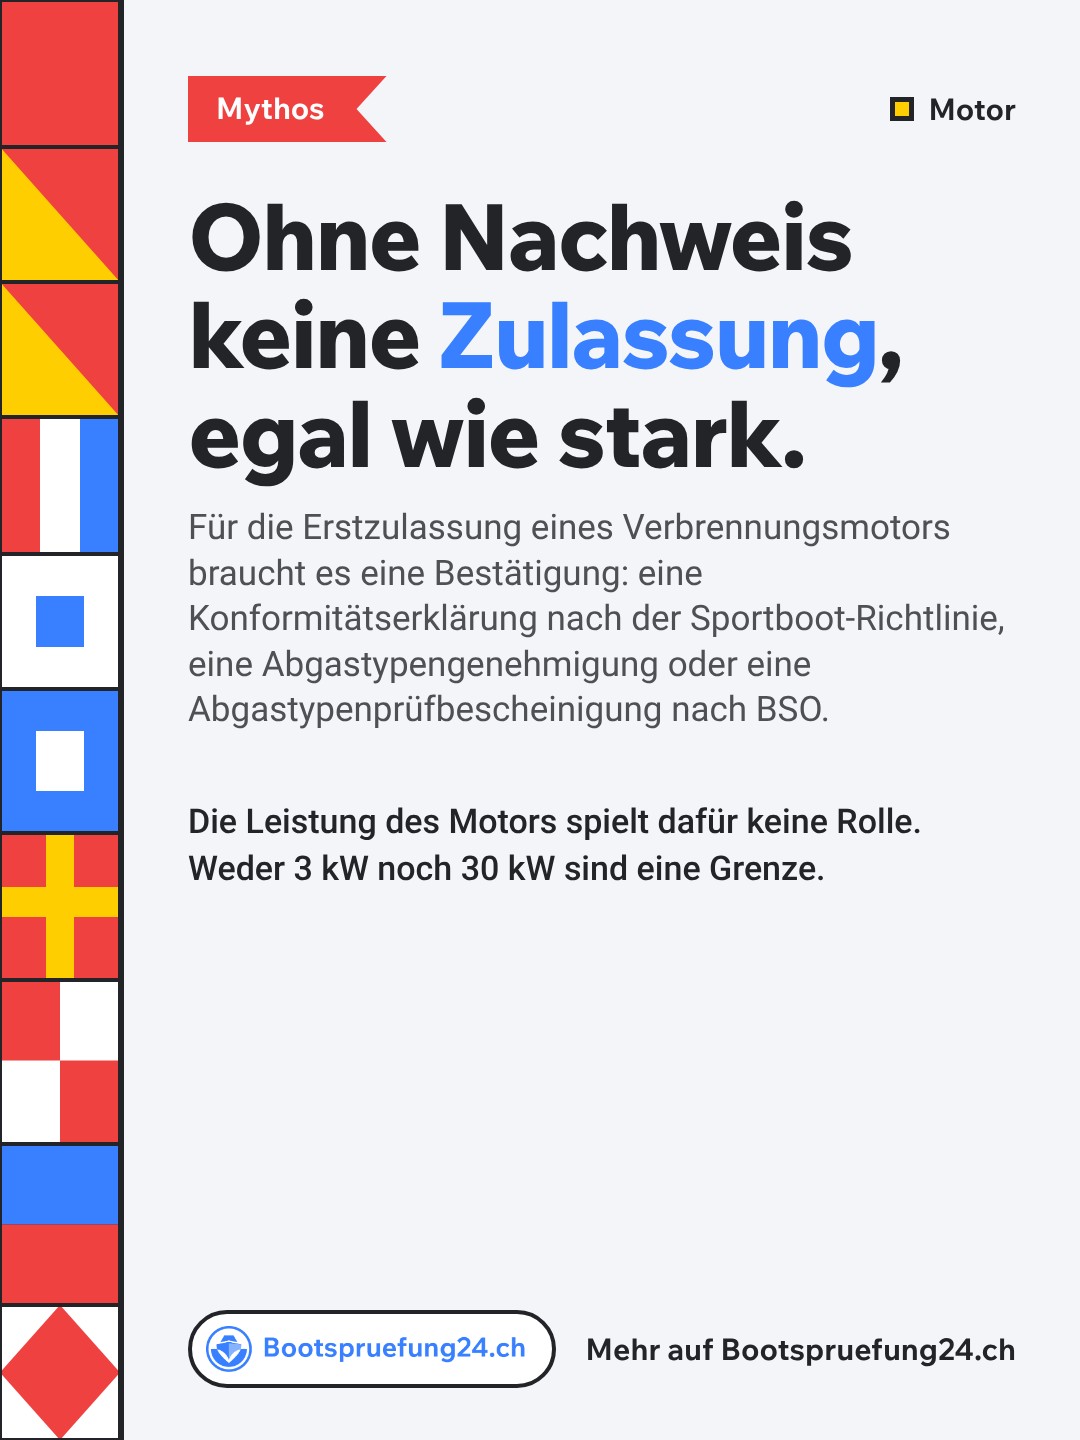 Mythos
Motor
Ohne Nachweis
keine Zulassung,
egal wie stark.
Für die Erstzulassung eines Verbrennungsmotors
braucht es eine Bestätigung: eine
Konformitätserklärung nach der Sportboot-Richtlinie,
eine Abgastypengenehmigung oder eine
Abgastypenprüfbescheinigung nach BSO.
Die Leistung des Motors spielt dafür keine Rolle.
Weder 3 kW noch 30 kW sind eine Grenze.
Bootspruefung24.ch
Mehr auf Bootspruefung24.ch